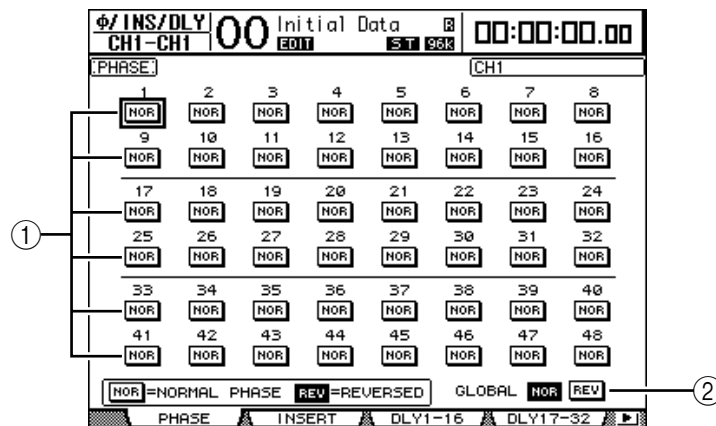 φ/INS/DLY 00 Initial Data R 00:00:00.00
CH1-CH1 EDIT ST 96K
PHASE CH1
1 2 3 4 5 6 7 8
NOR NOR NOR NOR NOR NOR NOR NOR
9 10 11 12 13 14 15 16
NOR NOR NOR NOR NOR NOR NOR NOR
17 18 19 20 21 22 23 24
① NOR NOR NOR NOR NOR NOR NOR NOR
25 26 27 28 29 30 31 32
NOR NOR NOR NOR NOR NOR NOR NOR
33 34 35 36 37 38 39 40
NOR NOR NOR NOR NOR NOR NOR NOR
41 42 43 44 45 46 47 48
NOR NOR NOR NOR NOR NOR NOR NOR
NOR=NORMAL PHASE REV=REVERSED GLOBAL NOR REV ②
PHASE INSERT DLY1-16 DLY17-32